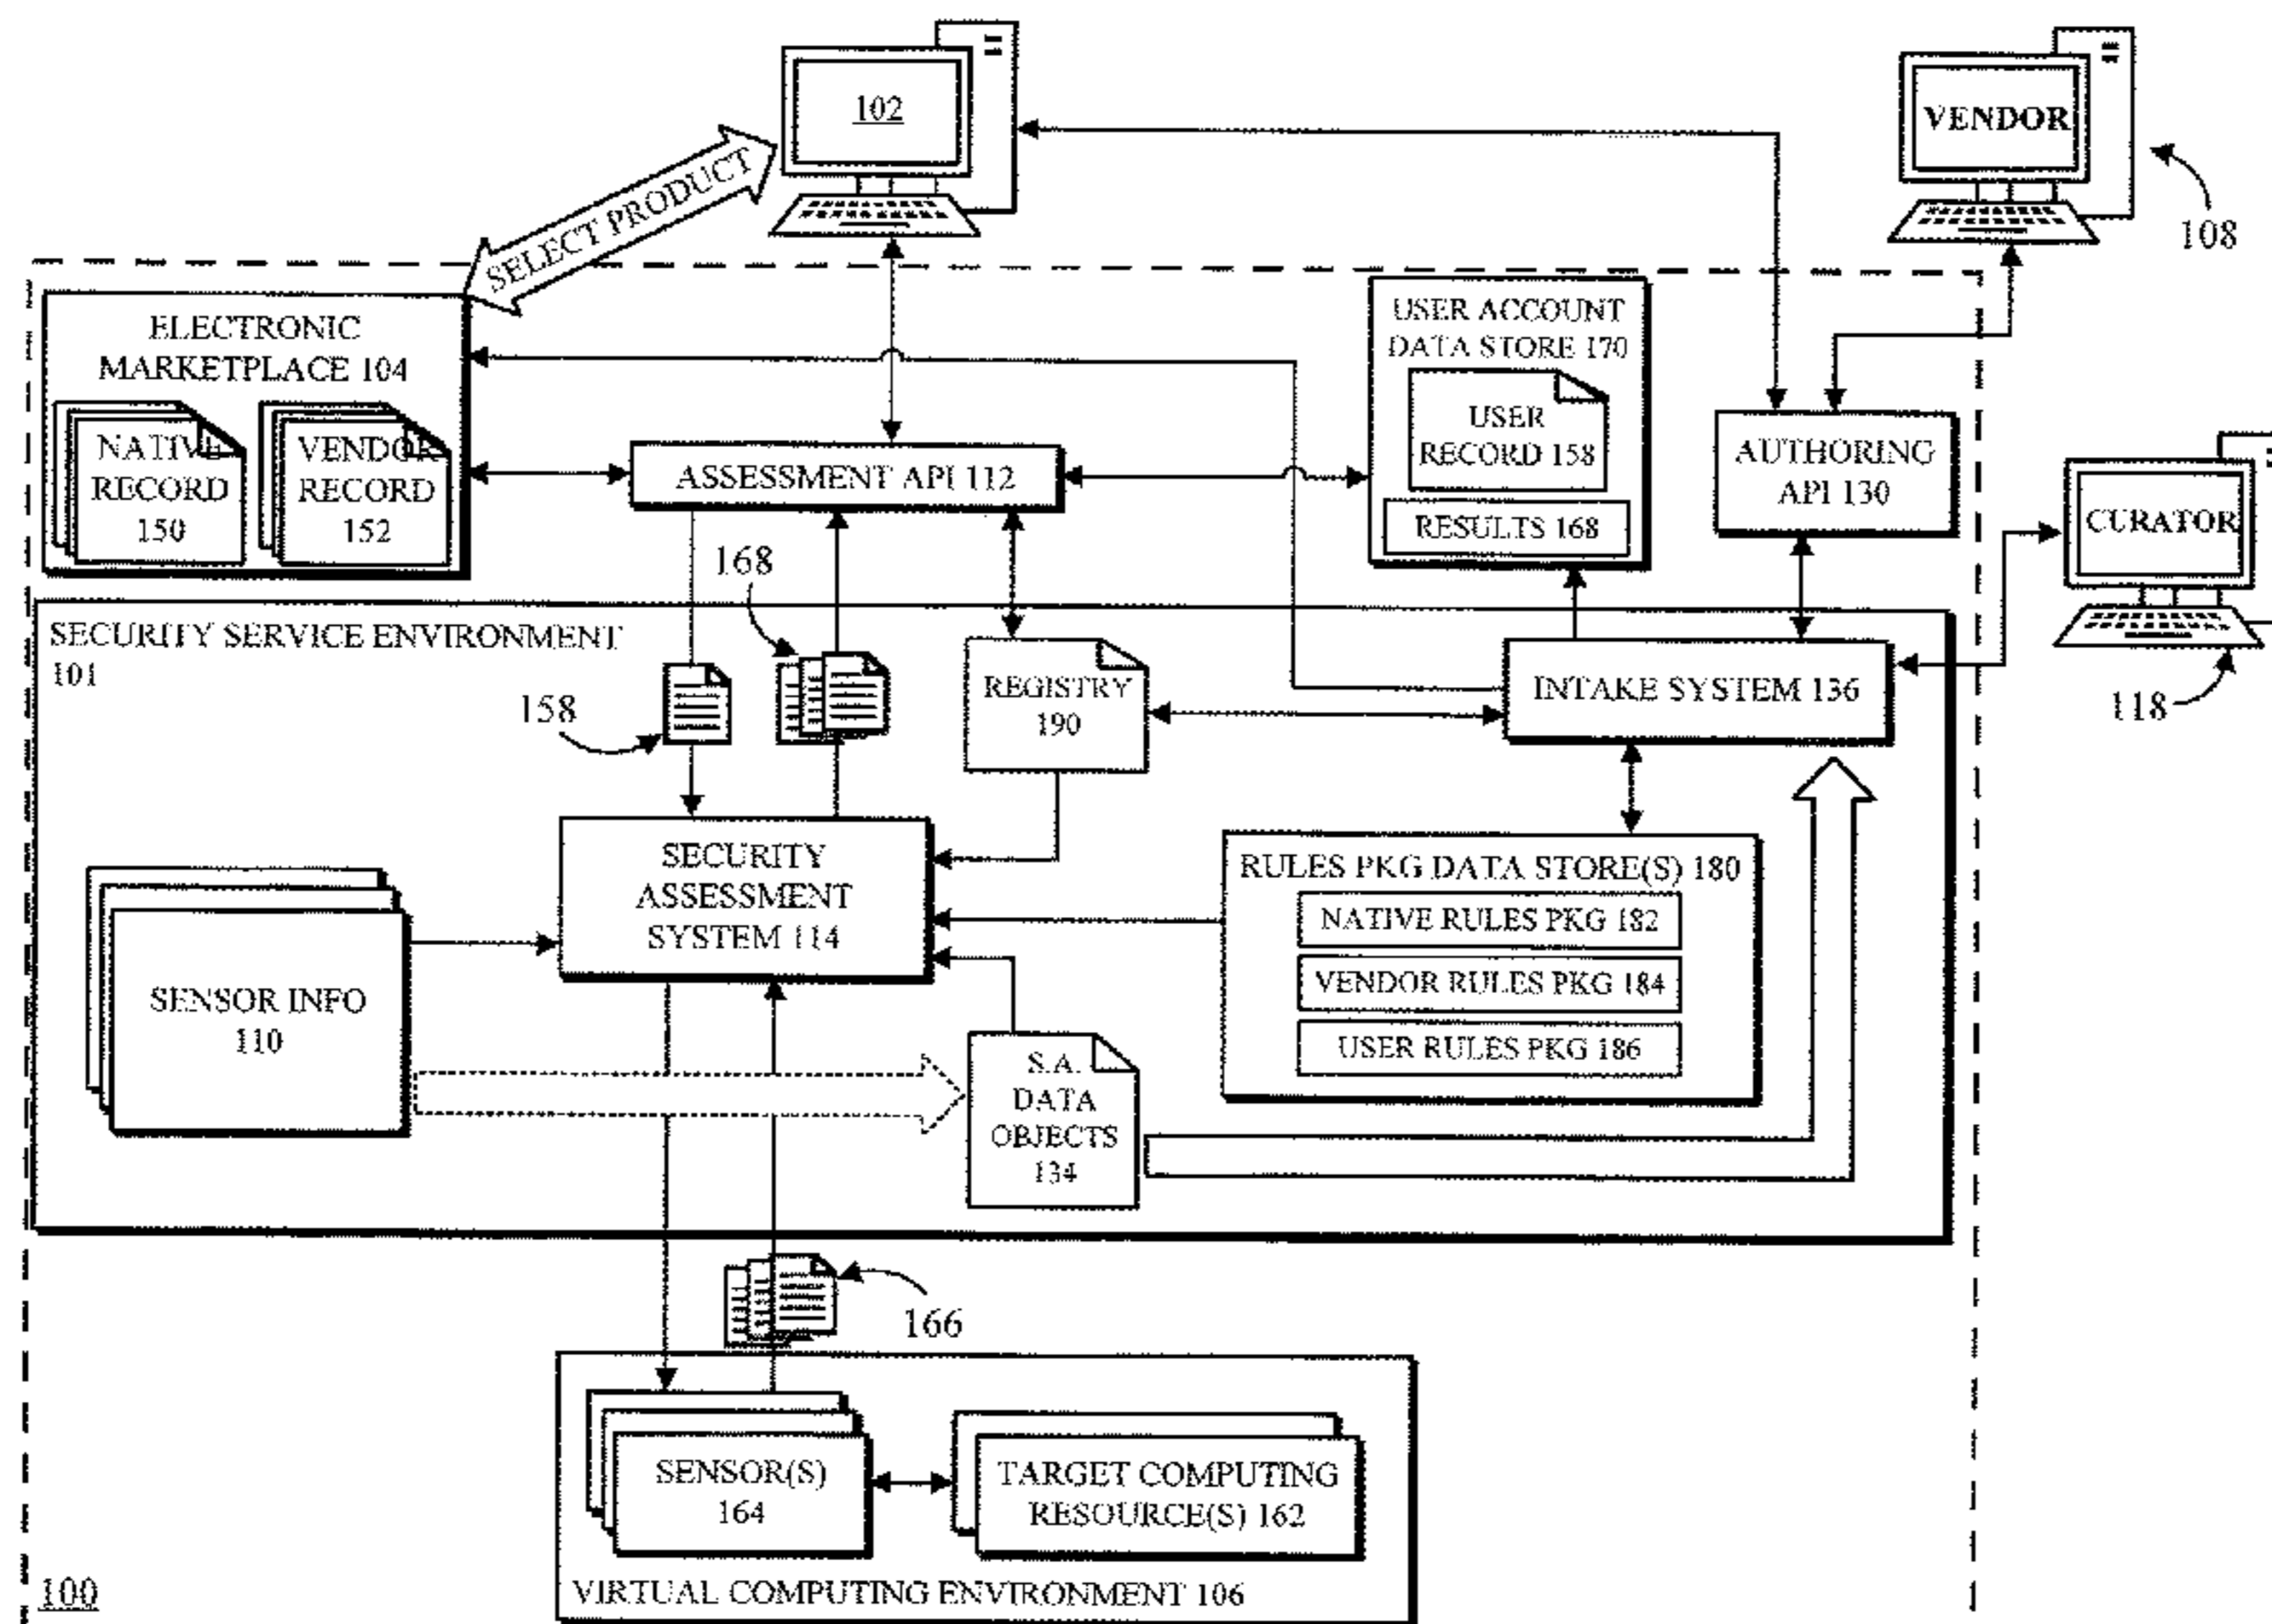 102
VENDOR
108
SELECT PRODUCT
ELECTRONIC
MARKETPLACE 104
NATIVE
RECORD
150
VENDOR
RECORD
152
ASSESSMENT API 112
USER ACCOUNT
DATA STORE 170
USER
RECORD 158
RESULTS 168
AUTHORING
API 130
CURATOR
118
SECURITY SERVICE ENVIRONMENT
101
158
168
REGISTRY
190
INTAKE SYSTEM 136
SECURITY
ASSESSMENT
SYSTEM 114
RULES PKG DATA STORE(S) 180
NATIVE RULES PKG 182
VENDOR RULES PKG 184
USER RULES PKG 186
SENSOR INFO
110
S.A.
DATA
OBJECTS
134
166
SENSOR(S)
164
TARGET COMPUTING
RESOURCE(S) 162
VIRTUAL COMPUTING ENVIRONMENT 106
100